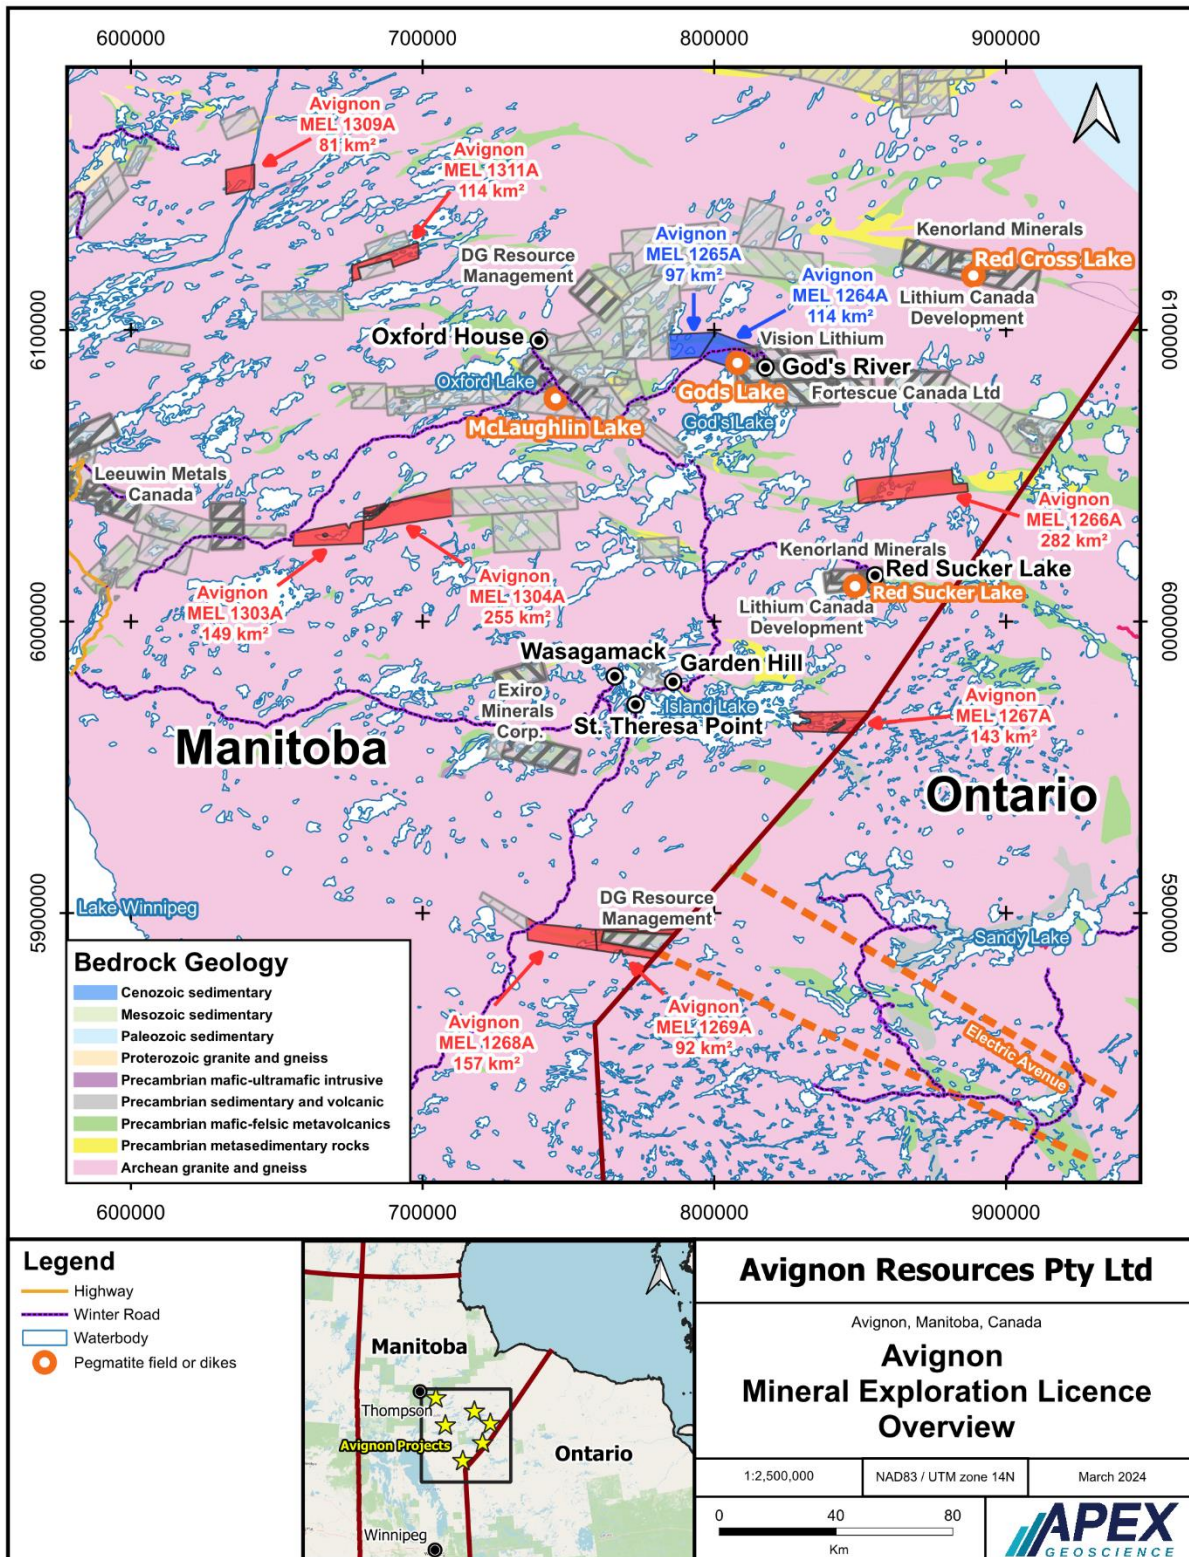 600000
700000
800000
900000
Avignon
MEL 1309A
81 km²
Avignon
MEL 1311A
114 km²
DG Resource
Management
Avignon
MEL 1265A
97 km²
Avignon
MEL 1264A
114 km²
Kenorland Minerals
Red Cross Lake
Lithium Canada
Development
6100000
6100000
Oxford House
Vision Lithium
God's River
Oxford Lake
Gods Lake
Fortescue Canada Ltd
McLaughlin Lake
God's Lake
Leeuwin Metals
Canada
Avignon
MEL 1266A
282 km²
Kenorland Minerals
Red Sucker Lake
Red Sucker Lake
Avignon
MEL 1303A
149 km²
Avignon
MEL 1304A
255 km²
Lithium Canada
Development
6000000
6000000
Wasagamack
Garden Hill
Exiro
Minerals
Corp.
Island Lake
St. Theresa Point
Avignon
MEL 1267A
143 km²
Manitoba
Ontario
DG Resource
Management
Lake Winnipeg
5900000
5900000
Sandy Lake
Avignon
MEL 1268A
157 km²
Avignon
MEL 1269A
92 km²
Electric Avenue
Bedrock Geology
Cenozoic sedimentary
Mesozoic sedimentary
Paleozoic sedimentary
Proterozoic granite and gneiss
Precambrian mafic-ultramafic intrusive
Precambrian sedimentary and volcanic
Precambrian mafic-felsic metavolcanics
Precambrian metasedimentary rocks
Archean granite and gneiss
600000
700000
800000
900000
Legend
Highway
Winter Road
Waterbody
Pegmatite field or dikes
Manitoba
Thompson
Avignon Projects
Ontario
Winnipeg
Avignon Resources Pty Ltd
Avignon, Manitoba, Canada
Avignon
Mineral Exploration Licence
Overview
1:2,500,000
NAD83 / UTM zone 14N
March 2024
0
80
Km
APEX
GEOSCIENCE